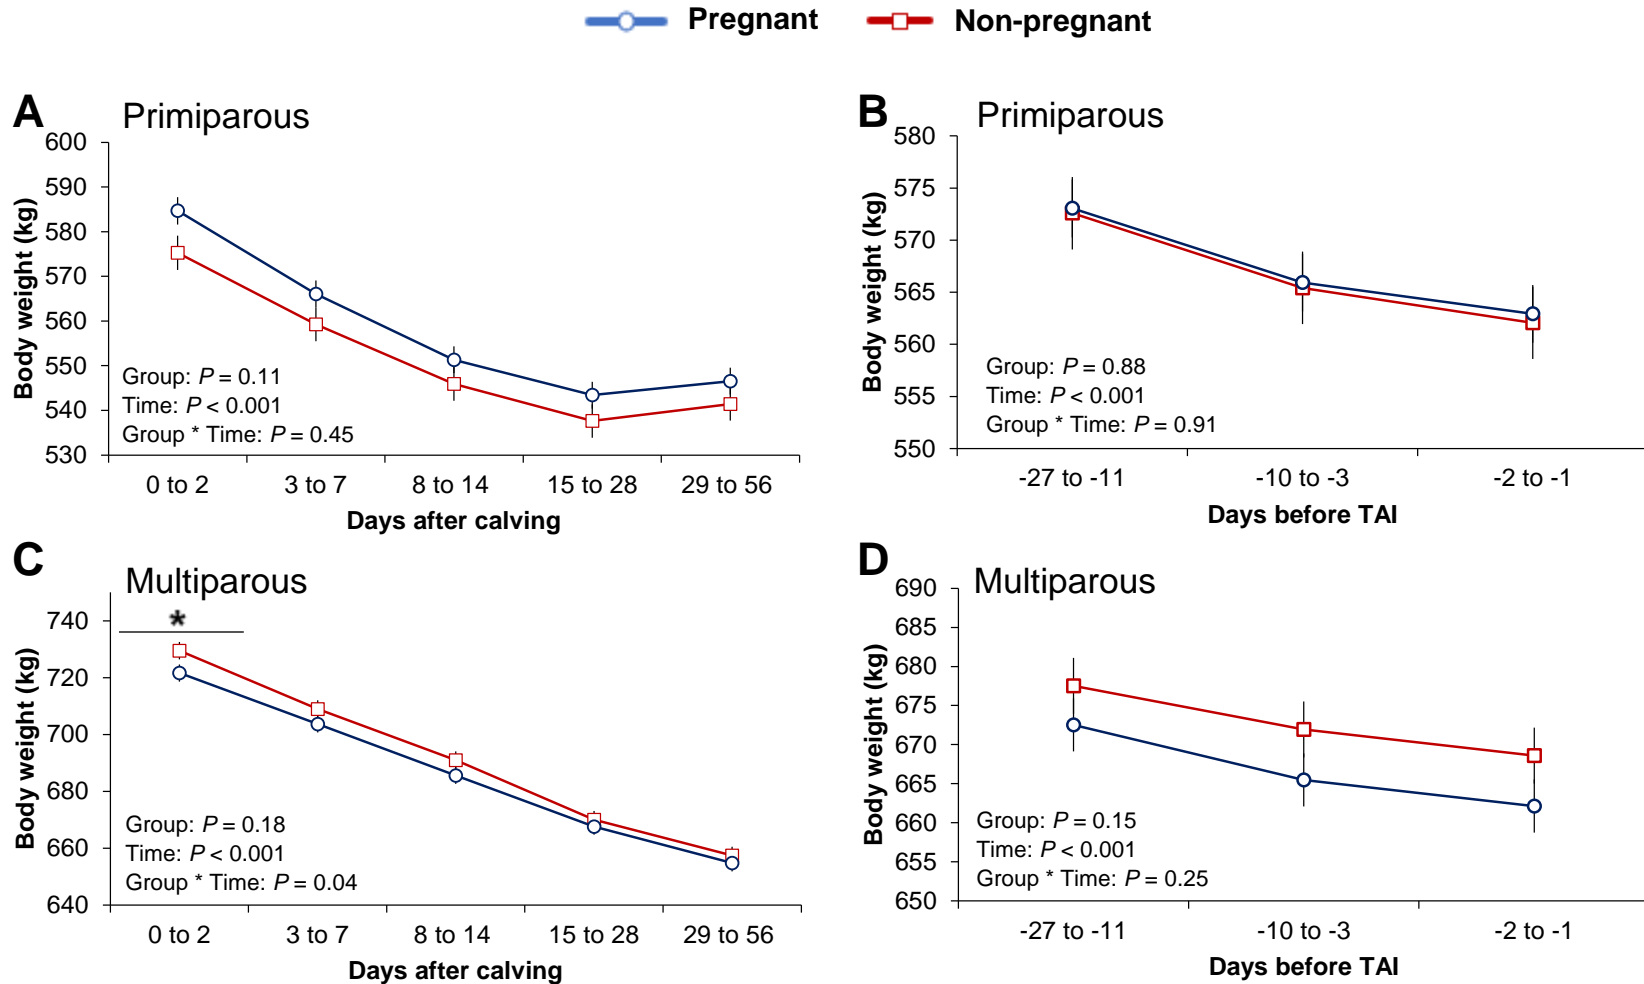 Pregnant Non-pregnant
A Primiparous
600
590
580
570
560
550
540
530
Body weight (kg)
Group: P = 0.11
Time: P < 0.001
Group * Time: P = 0.45
0 to 2 3 to 7 8 to 14 15 to 28 29 to 56
Days after calving
B Primiparous
580
575
570
565
560
555
550
Body weight (kg)
Group: P = 0.88
Time: P < 0.001
Group * Time: P = 0.91
-27 to -11 -10 to -3 -2 to -1
Days before TAI
C Multiparous
740
720
700
680
660
640
Body weight (kg)
*
Group: P = 0.18
Time: P < 0.001
Group * Time: P = 0.04
0 to 2 3 to 7 8 to 14 15 to 28 29 to 56
Days after calving
D Multiparous
690
685
680
675
670
665
660
655
650
Body weight (kg)
Group: P = 0.15
Time: P < 0.001
Group * Time: P = 0.25
-27 to -11 -10 to -3 -2 to -1
Days before TAI